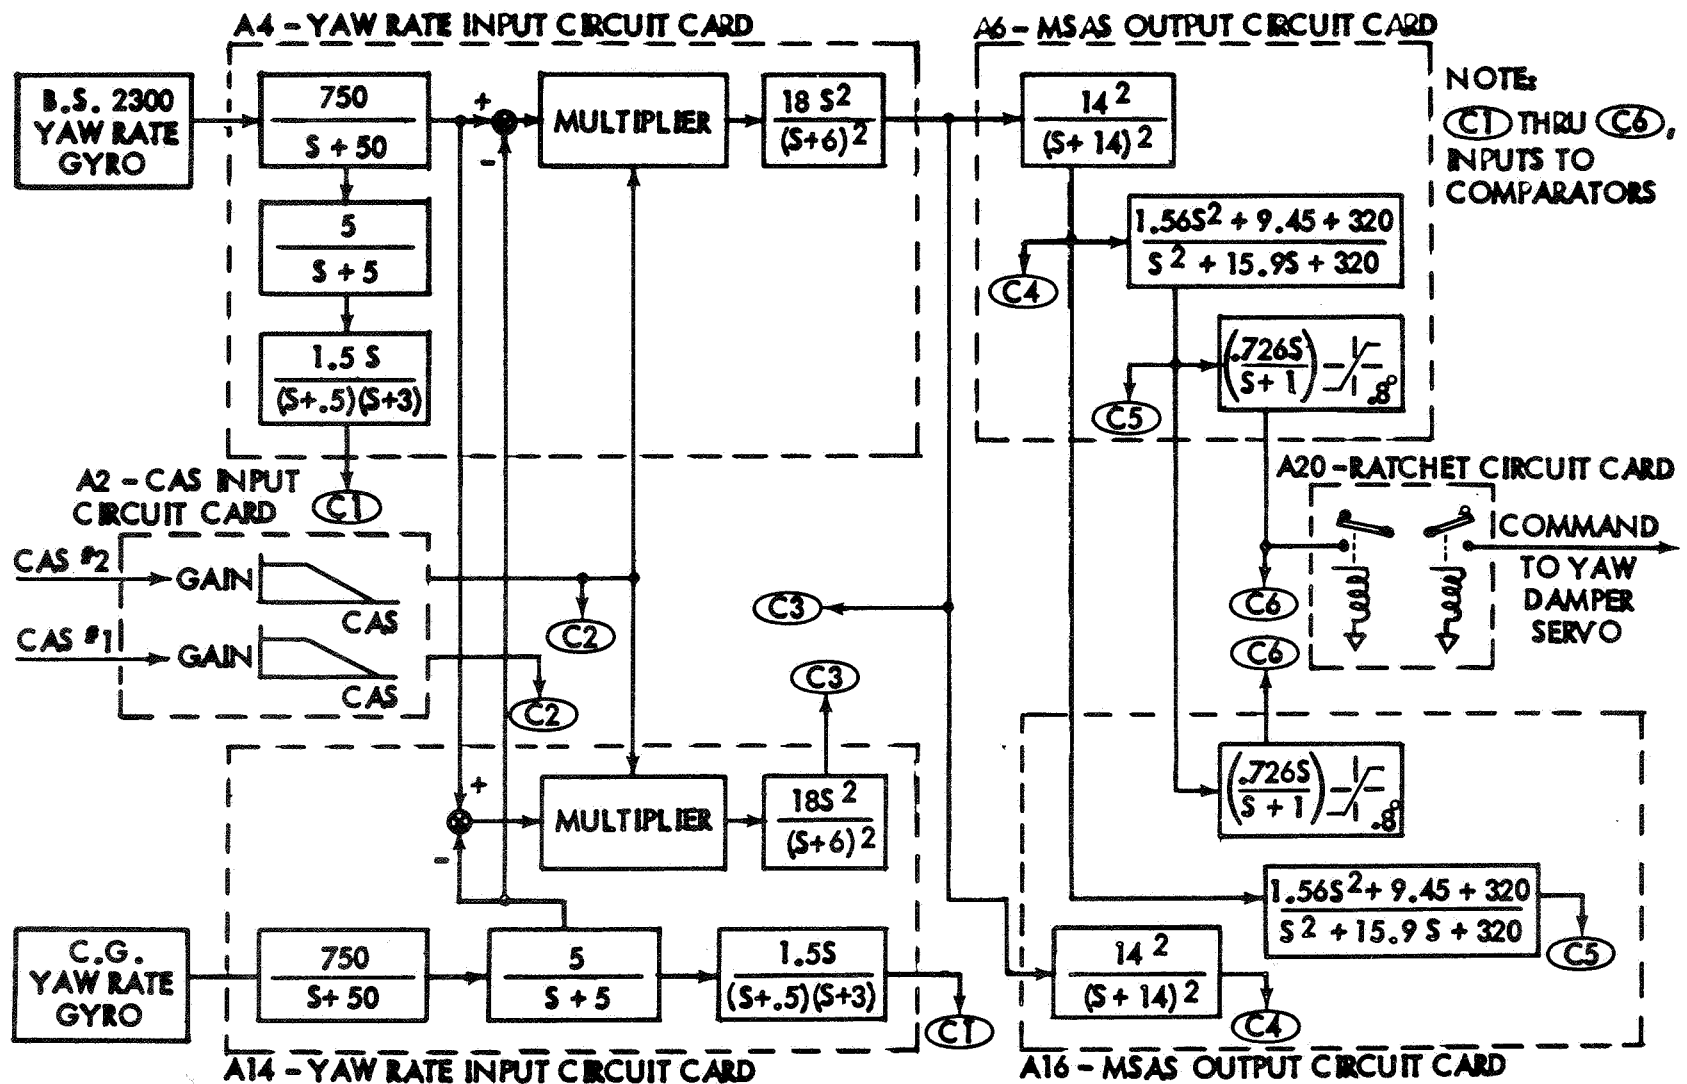 A4 - YAW RATE INPUT CIRCUIT CARD
B.S. 2300
YAW RATE
GYRO
750
S + 50
+
-
MULTIPLIER
18 S2
(S+6)2
5
S + 5
1.5 S
(S+.5)(S+3)
C1
A6 - MSAS OUTPUT CIRCUIT CARD
14 2
(S+ 14)2
1.56S2 + 9.45 + 320
S2 + 15.9S + 320
C4
(.726S)
S+ 1
.8°
C5
NOTE:
C1 THRU C6,
INPUTS TO
COMPARATORS
A2 - CAS INPUT
CIRCUIT CARD
CAS #2
GAIN
CAS
CAS #1
GAIN
CAS
C2
C2
C3
C3
A20 -RATCHET CIRCUIT CARD
COMMAND
TO YAW
DAMPER
SERVO
C6
C6
+
-
MULTIPLIER
18S 2
(S+6)2
C.G.
YAW RATE
GYRO
750
S+ 50
5
S + 5
1.5S
(S+.5)(S+3)
C1
A14 - YAW RATE INPUT CIRCUIT CARD
(.726S)
S + 1
.8°
1.56S2+ 9.45 + 320
S2 +15.9 S + 320
C5
14 2
(S + 14)2
C4
A16 - MSAS OUTPUT CIRCUIT CARD